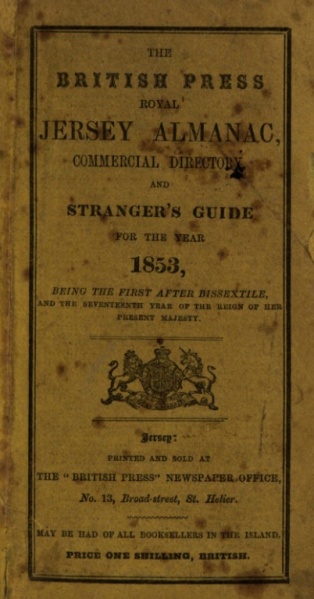 THE
BRITISH PRESS
ROYAL
JERSEY ALMANAC,
COMMERCIAL DIRECTORY
AND
STRANGER'S GUIDE
FOR THE YEAR
1853,
BEING THE FIRST AFTER BISSEXTILE,
AND THE SEVENTEENTH YEAR OF THE REIGN OF HER
PRESENT MAJESTY.
Jersey:
PRINTED AND SOLD AT
THE "BRITISH PRESS" NEWSPAPER OFFICE,
No. 13, Broad-street, St. Helier.
MAY BE HAD OF ALL BOOKSELLERS IN THE ISLAND.
PRICE ONE SHILLING, BRITISH.